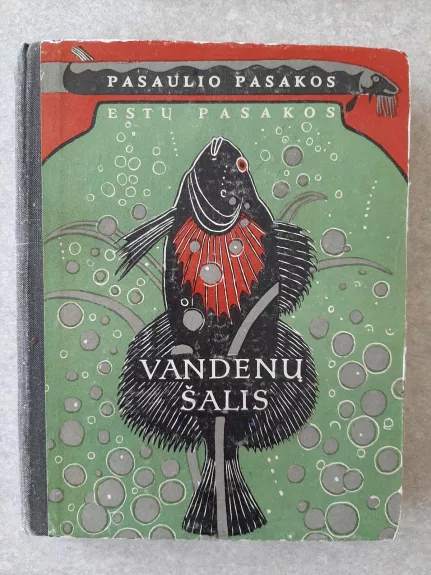 PASAULIO PASAKOS
ESTŲ PASAKOS
VANDENŲ
ŠALIS